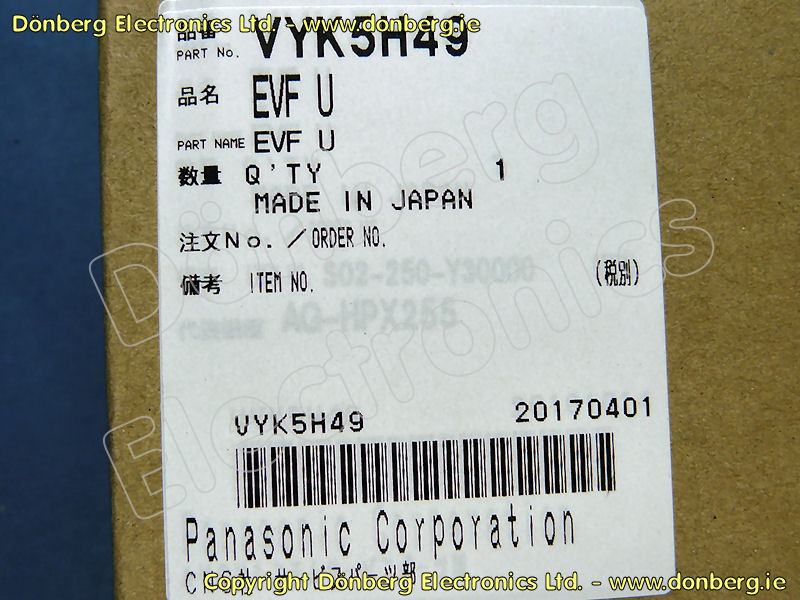 Dönberg Electronics Ltd. - www.donberg.ie
品番
PART No. VYK5H49
品名 EVF U
PART NAME EVF U
数量 Q'TY 1
MADE IN JAPAN
注文No./ORDER NO.
備考 ITEM NO. (税別)
AG-HPX255
Dönberg
Electronics
VYK5H49 20170401
Panasonic Corporation
Copyright Dönberg Electronics Ltd. - www.donberg.ie